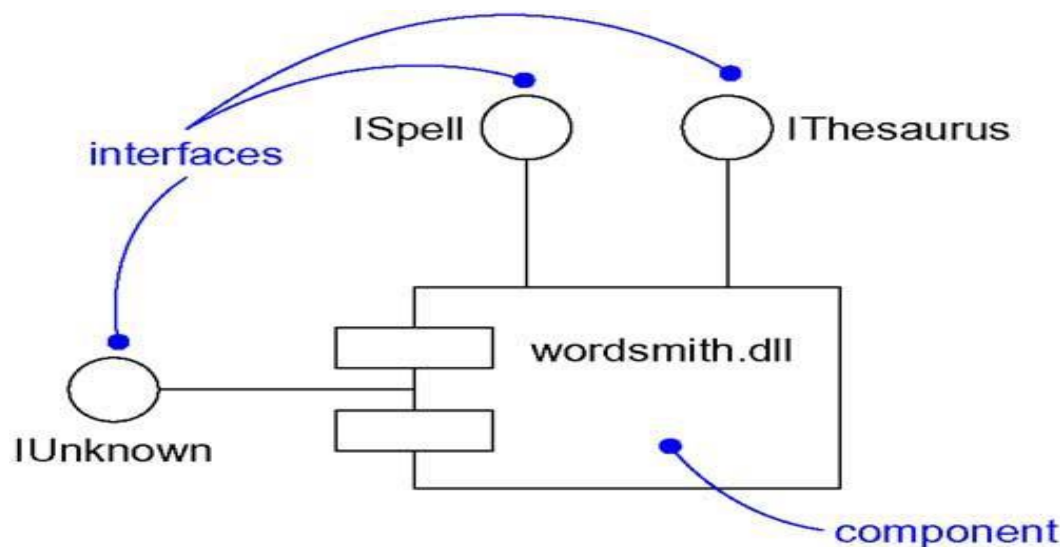 ISpell
IThesaurus
interfaces
wordsmith.dll
IUnknown
component